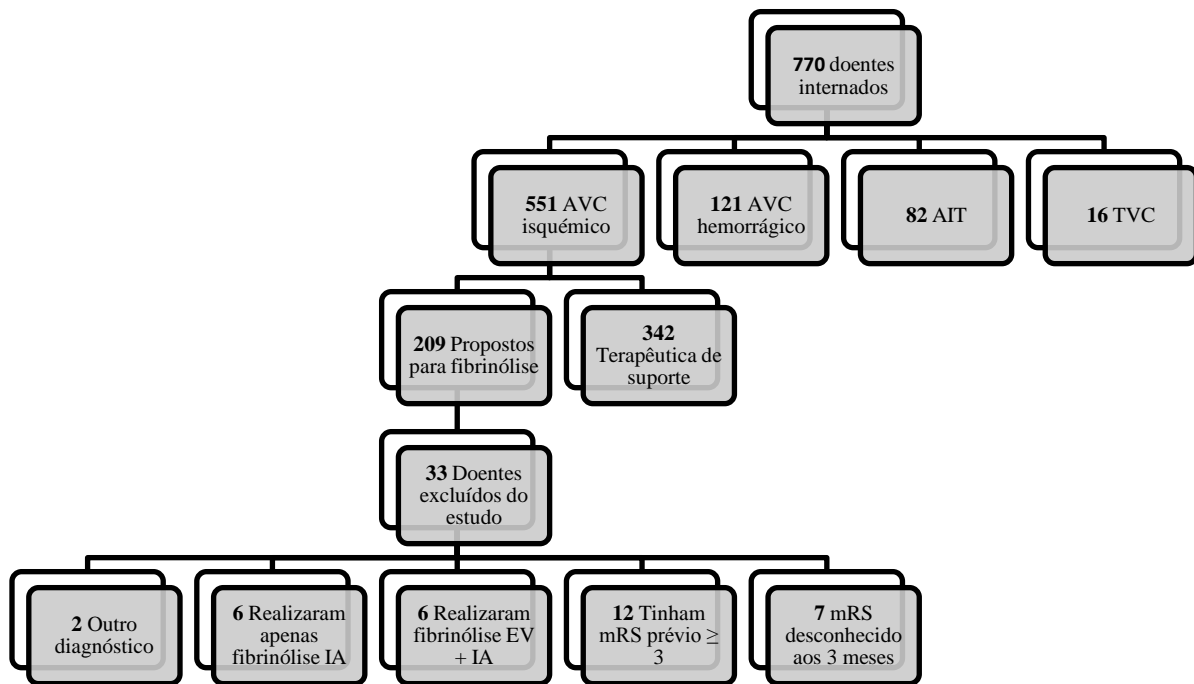 770 doentes
internados
551 AVC
isquémico
121 AVC
hemorrágico
82 AIT
16 TVC
209 Propostos
para fibrinólise
342
Terapêutica de
suporte
33 Doentes
excluídos do
estudo
2 Outro
diagnóstico
6 Realizaram
apenas
fibrinólise IA
6 Realizaram
fibrinólise EV
+ IA
12 Tinham
mRS prévio ≥
3
7 mRS
desconhecido
aos 3 meses